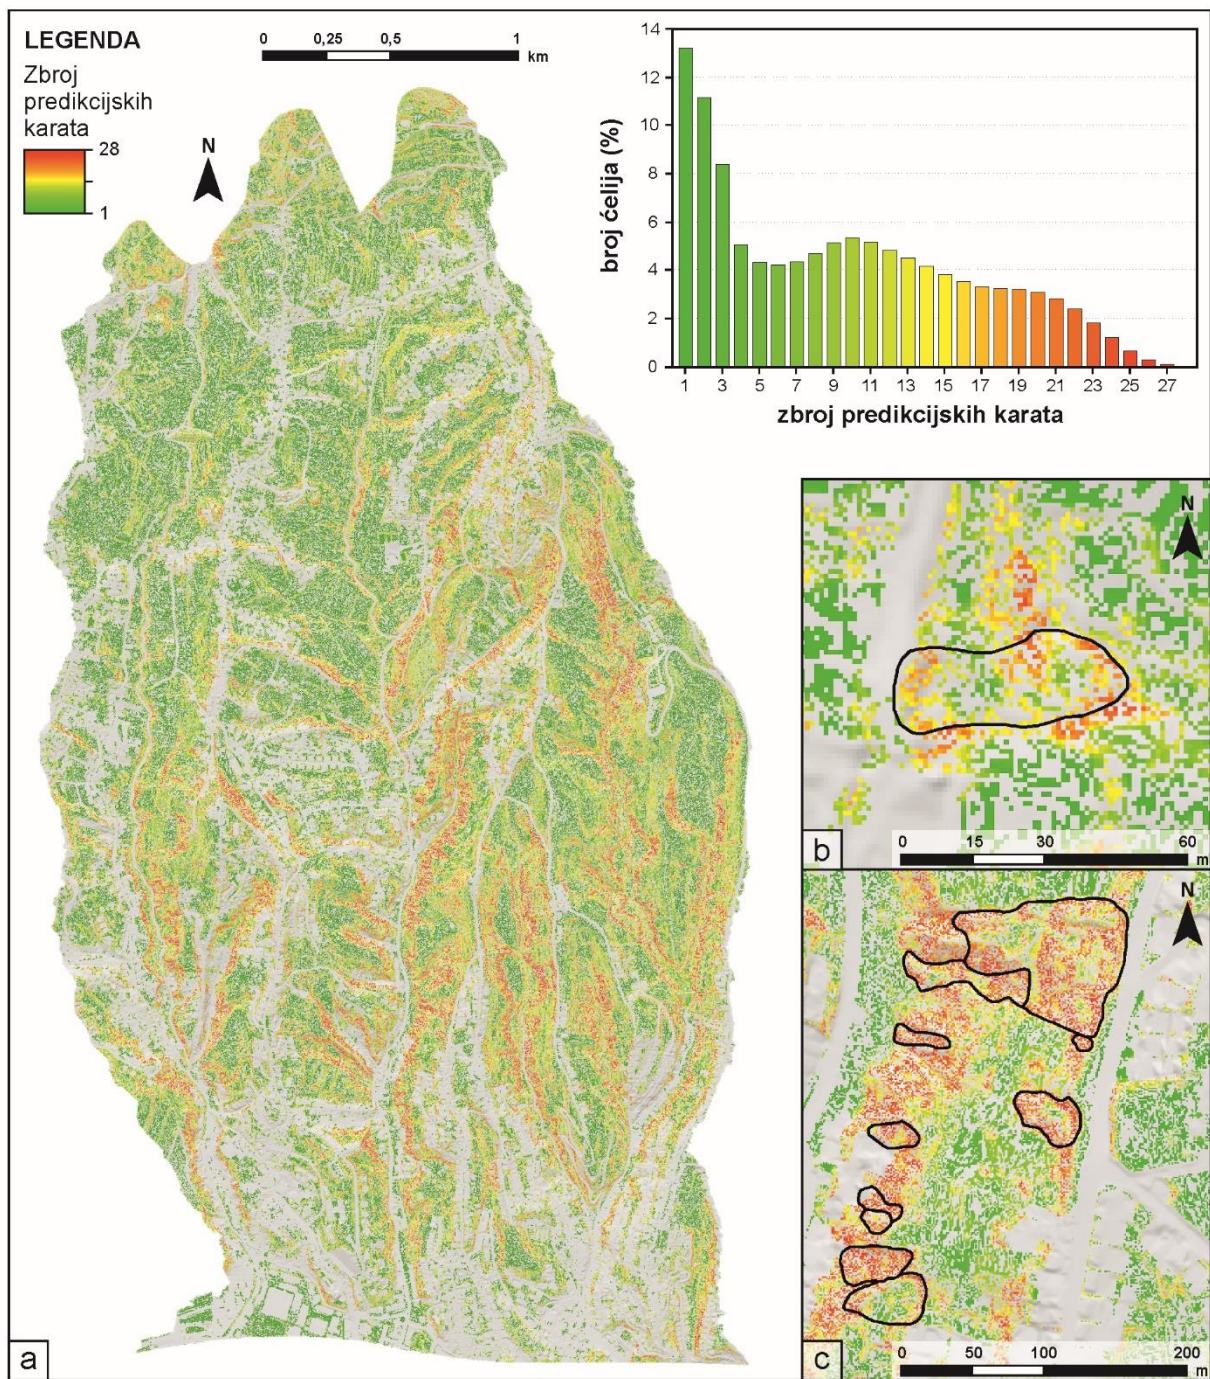 LEGENDA
Zbroj
predikcijskih
karata
28
1
0 0,25 0,5 1
km
N
14
12
10
8
6
4
2
0
broj ćelija (%)
1 3 5 7 9 11 13 15 17 19 21 23 25 27
zbroj predikcijskih karata
a
N
b
0 15 30 60
m
N
c
0 50 100 200
m